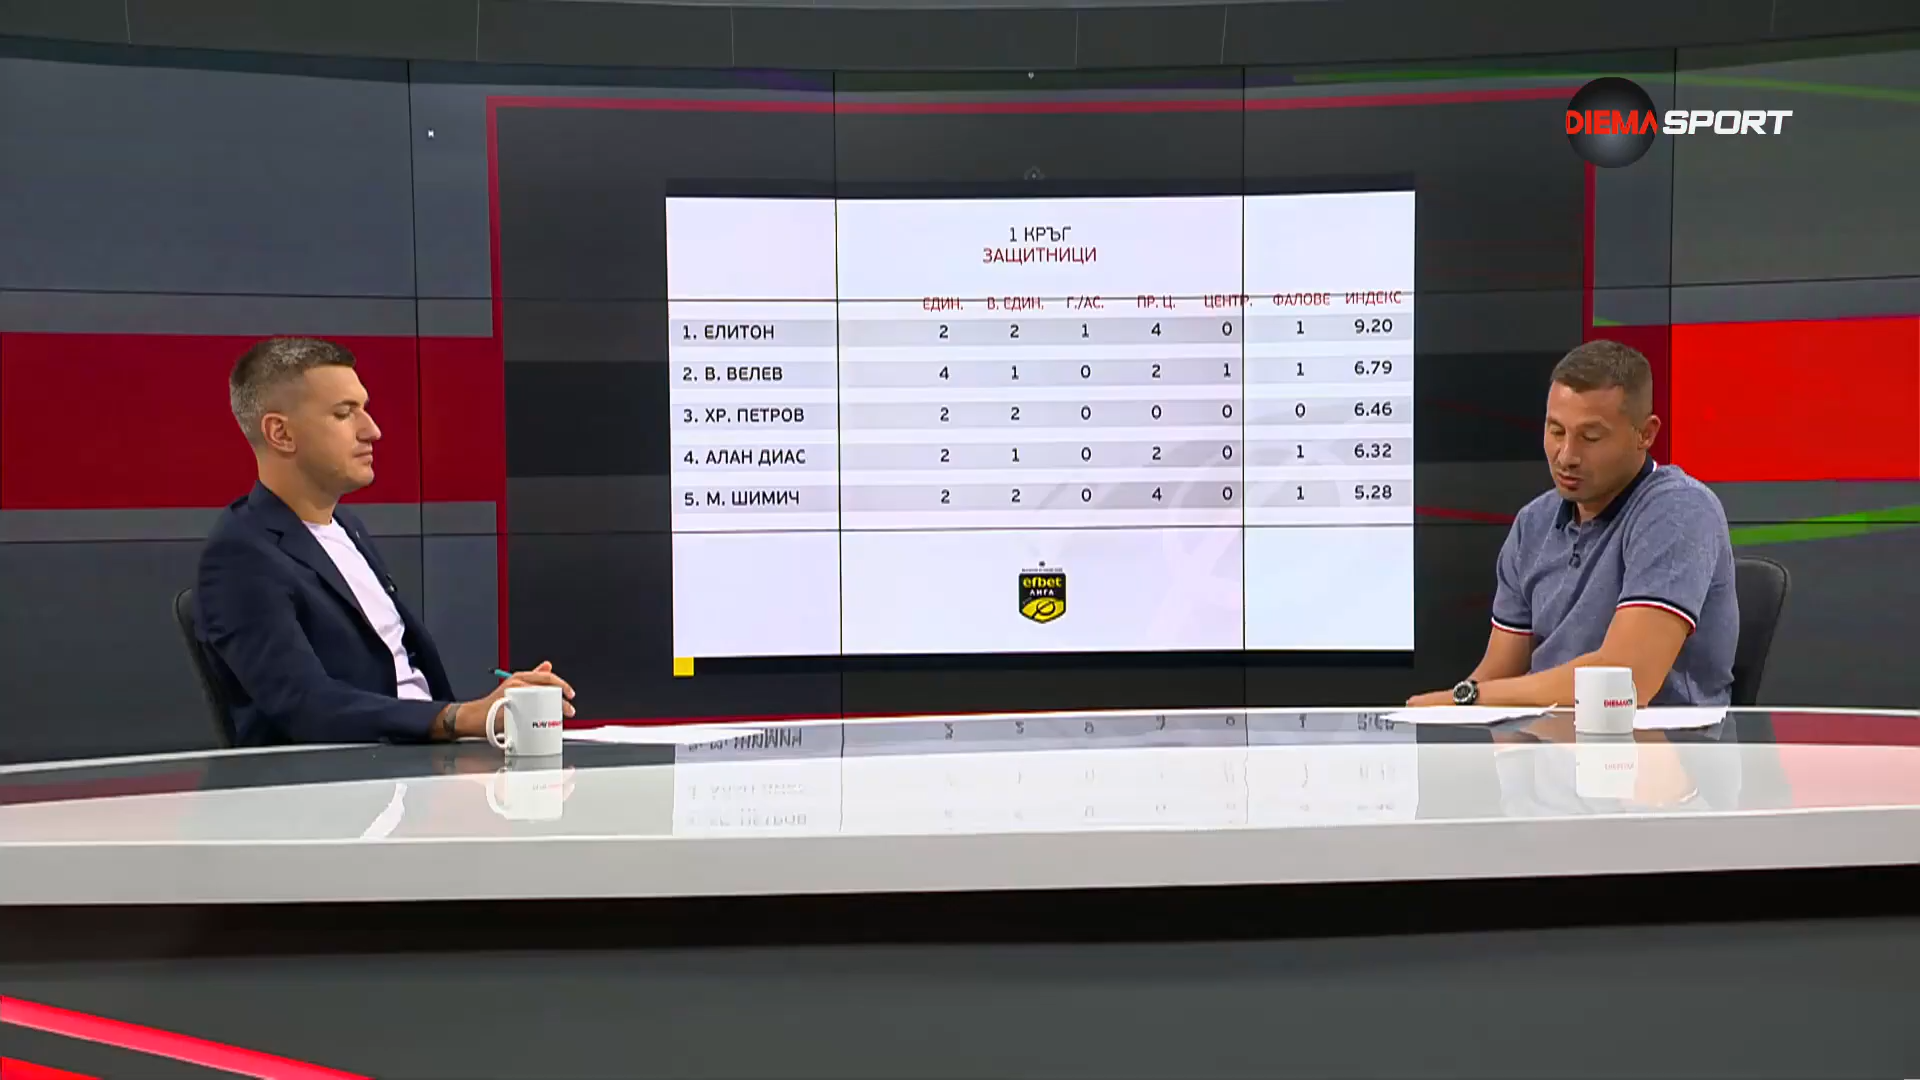 DIEMA SPORT
1 КРЪГ
ЗАЩИТНИЦИ
ЕДИН. В. ЕДИН. Г./АС. ПР. Ц. ЦЕНТР. ФАЛОВЕ ИНДЕКС
1. ЕЛИТОН 2 2 1 4 0 1 9.20
2. В. ВЕЛЕВ 4 1 0 2 1 1 6.79
3. ХР. ПЕТРОВ 2 2 0 0 0 0 6.46
4. АЛАН ДИАС 2 1 0 2 0 1 6.32
5. М. ШИМИЧ 2 2 0 4 0 1 5.28
efbet
ЛИГА